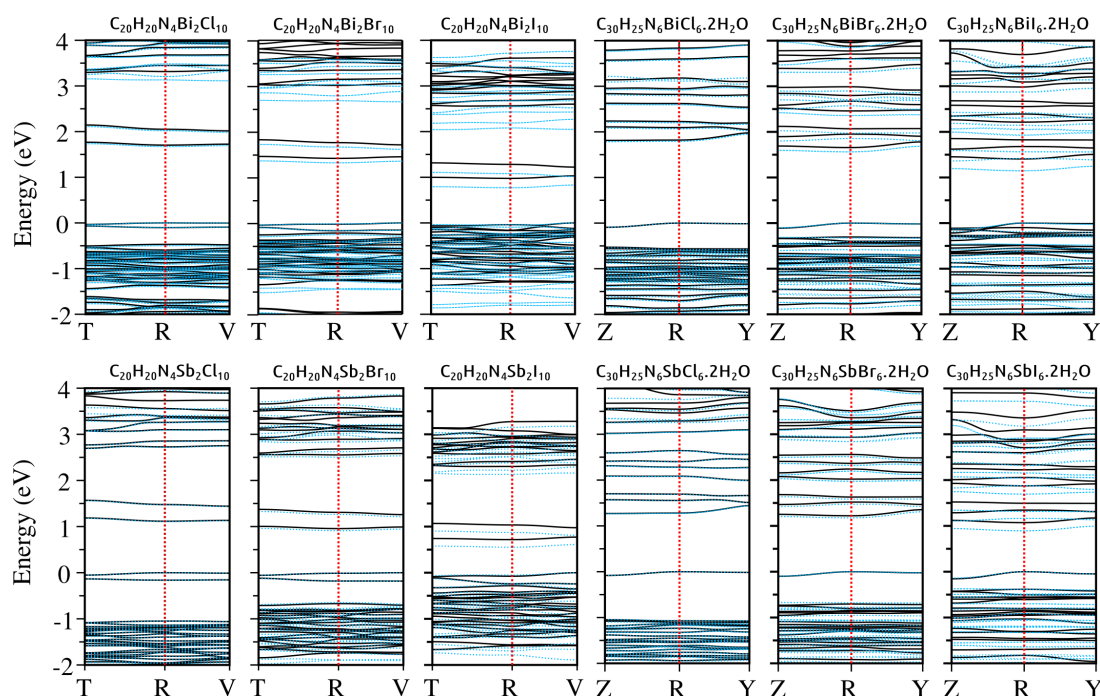 C₂₀H₂₀N₄Bi₂Cl₁₀ C₂₀H₂₀N₄Bi₂Br₁₀ C₂₀H₂₀N₄Bi₂I₁₀ C₃₀H₂₅N₆BiCl₆.2H₂O C₃₀H₂₅N₆BiBr₆.2H₂O C₃₀H₂₅N₆BiI₆.2H₂O
4
3
2
1
0
-1
-2
Energy (eV)
T R V T R V T R V Z R Y Z R Y Z R Y
C₂₀H₂₀N₄Sb₂Cl₁₀ C₂₀H₂₀N₄Sb₂Br₁₀ C₂₀H₂₀N₄Sb₂I₁₀ C₃₀H₂₅N₆SbCl₆.2H₂O C₃₀H₂₅N₆SbBr₆.2H₂O C₃₀H₂₅N₆SbI₆.2H₂O
4
3
2
1
0
-1
-2
Energy (eV)
T R V T R V T R V Z R Y Z R Y Z R Y